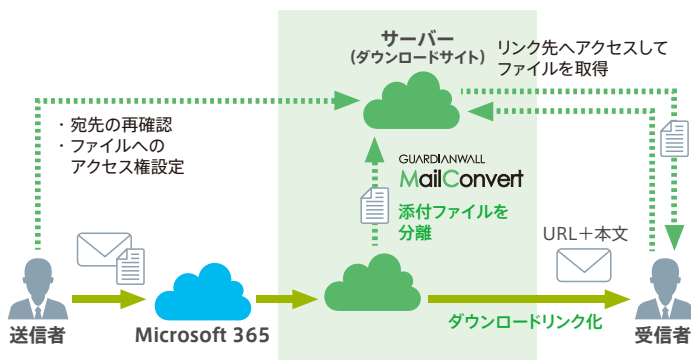 サーバー
(ダウンロードサイト)
リンク先へアクセスして
ファイルを取得
・宛先の再確認
・ファイルへの
アクセス権設定
GUARDIANWALL
MailConvert
添付ファイルを
分離
URL+本文
ダウンロードリンク化
送信者
Microsoft 365
受信者